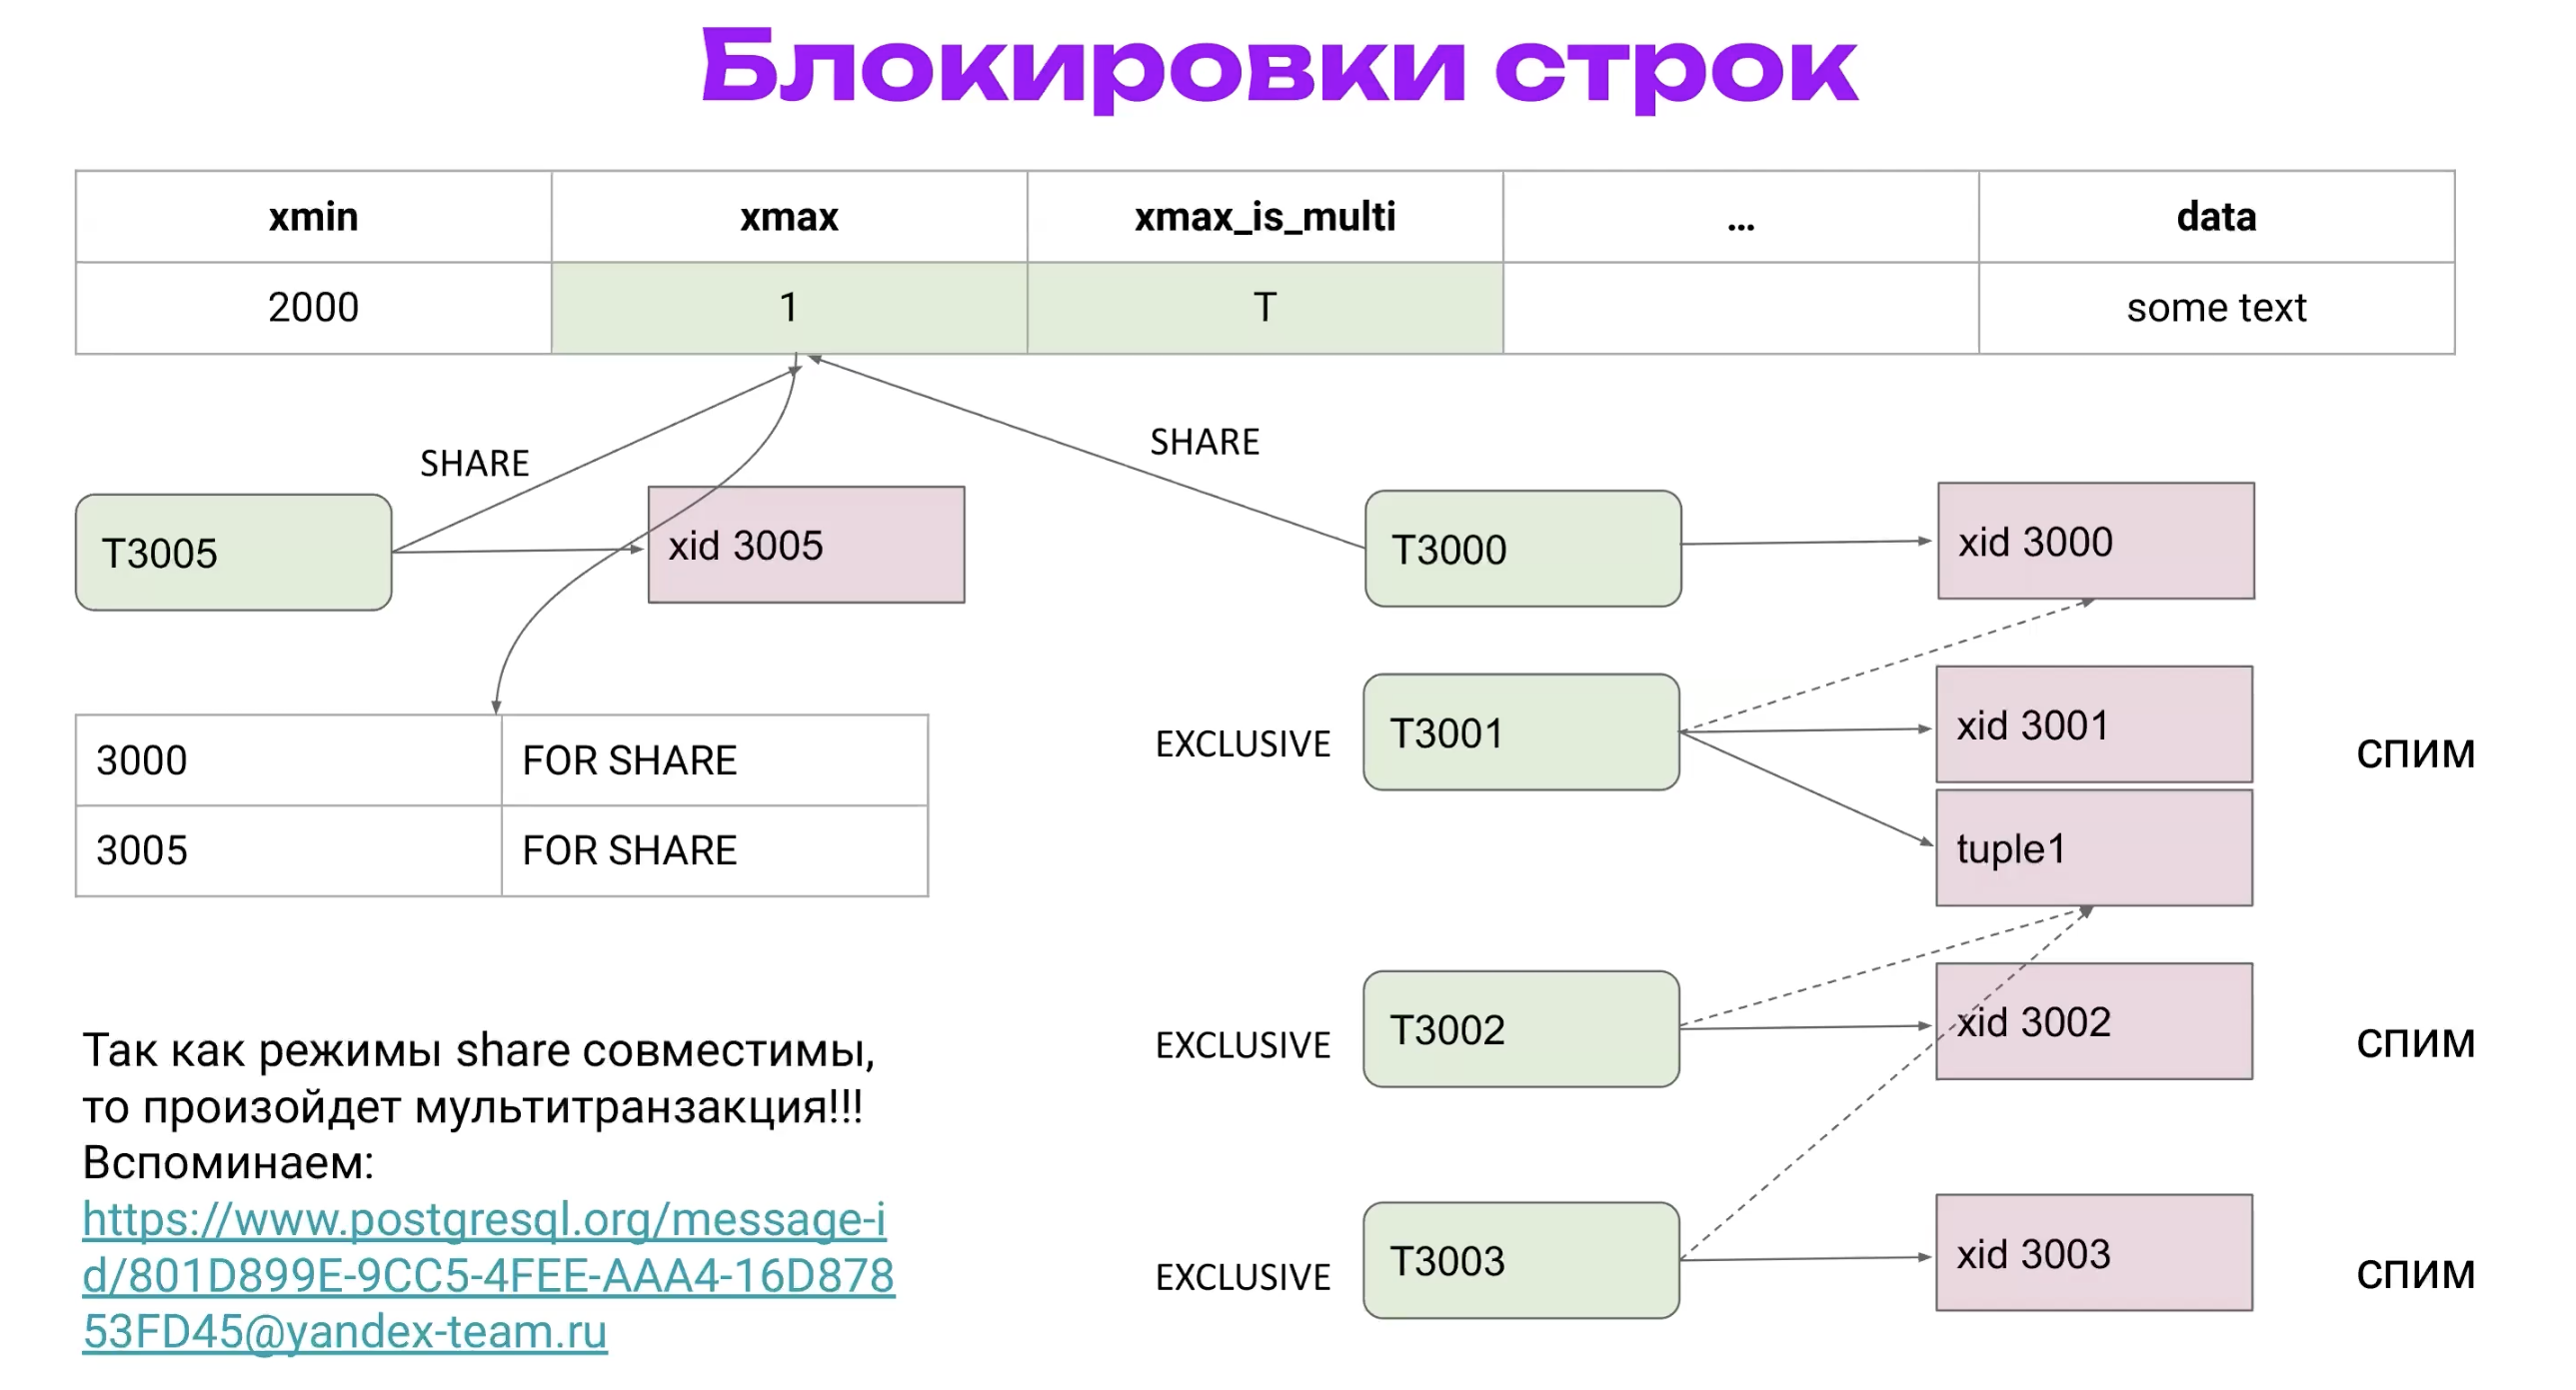 Блокировки строк
xmin xmax xmax_is_multi ... data
2000 1 T some text
SHARE
SHARE
T3005
xid 3005
T3000
xid 3000
3000 FOR SHARE
3005 FOR SHARE
EXCLUSIVE
T3001
xid 3001
спим
tuple1
EXCLUSIVE
T3002
xid 3002
спим
EXCLUSIVE
T3003
xid 3003
спим
Так как режимы share совместимы,
то произойдет мультитранзакция!!!
Вспоминаем:
https://www.postgresql.org/message-i
d/801D899E-9CC5-4FEE-AAA4-16D878
53FD45@yandex-team.ru